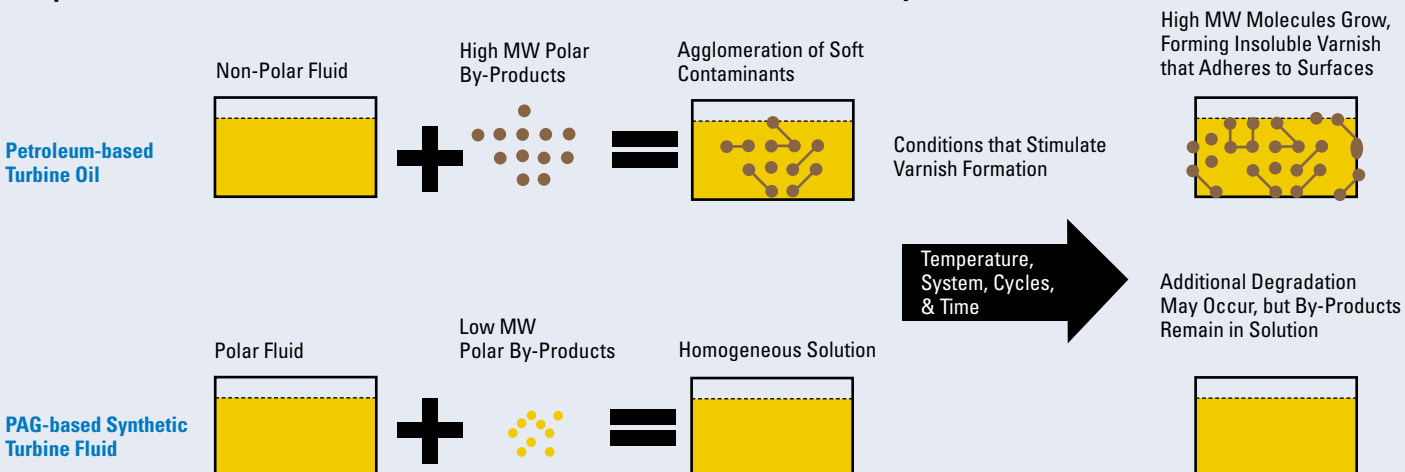 High MW Molecules Grow,
Forming Insoluble Varnish
that Adheres to Surfaces
Non-Polar Fluid
High MW Polar
By-Products
Agglomeration of Soft
Contaminants
Petroleum-based
Turbine Oil
Conditions that Stimulate
Varnish Formation
Temperature,
System, Cycles,
& Time
Additional Degradation
May Occur, but By-Products
Remain in Solution
Polar Fluid
Low MW
Polar By-Products
Homogeneous Solution
PAG-based Synthetic
Turbine Fluid